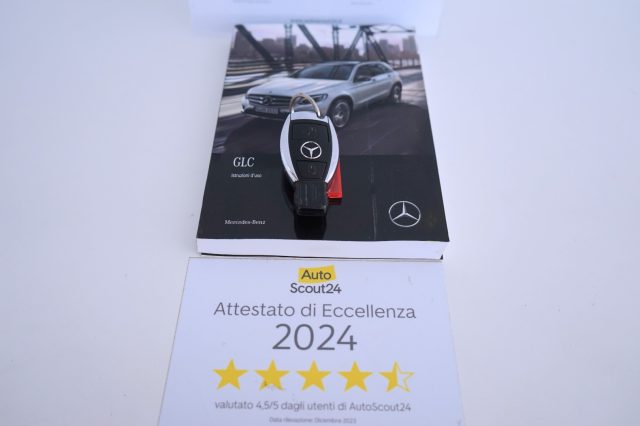 GLC
Istruzioni d'uso
Mercedes-Benz
Auto
Scout24
Attestato di Eccellenza
2024
valutato 4,5/5 dagli utenti di AutoScout24
Data rilevazione: Dicembre 2023